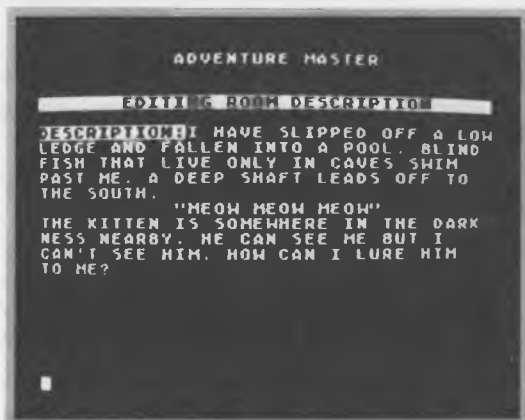 ADVENTURE MASTER
EDITING ROOM DESCRIPTION
DESCRIPTION:I HAVE SLIPPED OFF A LOW
LEDGE AND FALLEN INTO A POOL. BLIND
FISH THAT LIVE ONLY IN CAVES SWIM
PAST ME. A DEEP SHAFT LEADS OFF TO
THE SOUTH.
"MEOW MEOW MEOW"
THE KITTEN IS SOMEWHERE IN THE DARK
NESS NEARBY. HE CAN SEE ME BUT I
CAN'T SEE HIM. HOW CAN I LURE HIM
TO ME?